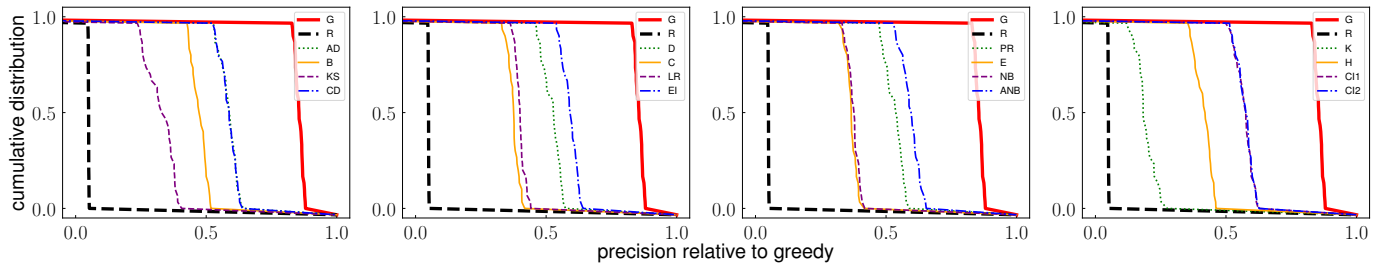 cumulative distribution
1.0
0.5
0.0
0.0
0.5
1.0
G
R
AD
B
KS
CD
1.0
0.5
0.0
0.0
0.5
1.0
G
R
D
C
LR
EI
1.0
0.5
0.0
0.0
0.5
1.0
G
R
PR
E
NB
ANB
1.0
0.5
0.0
0.0
0.5
1.0
G
R
K
H
CI1
CI2
precision relative to greedy